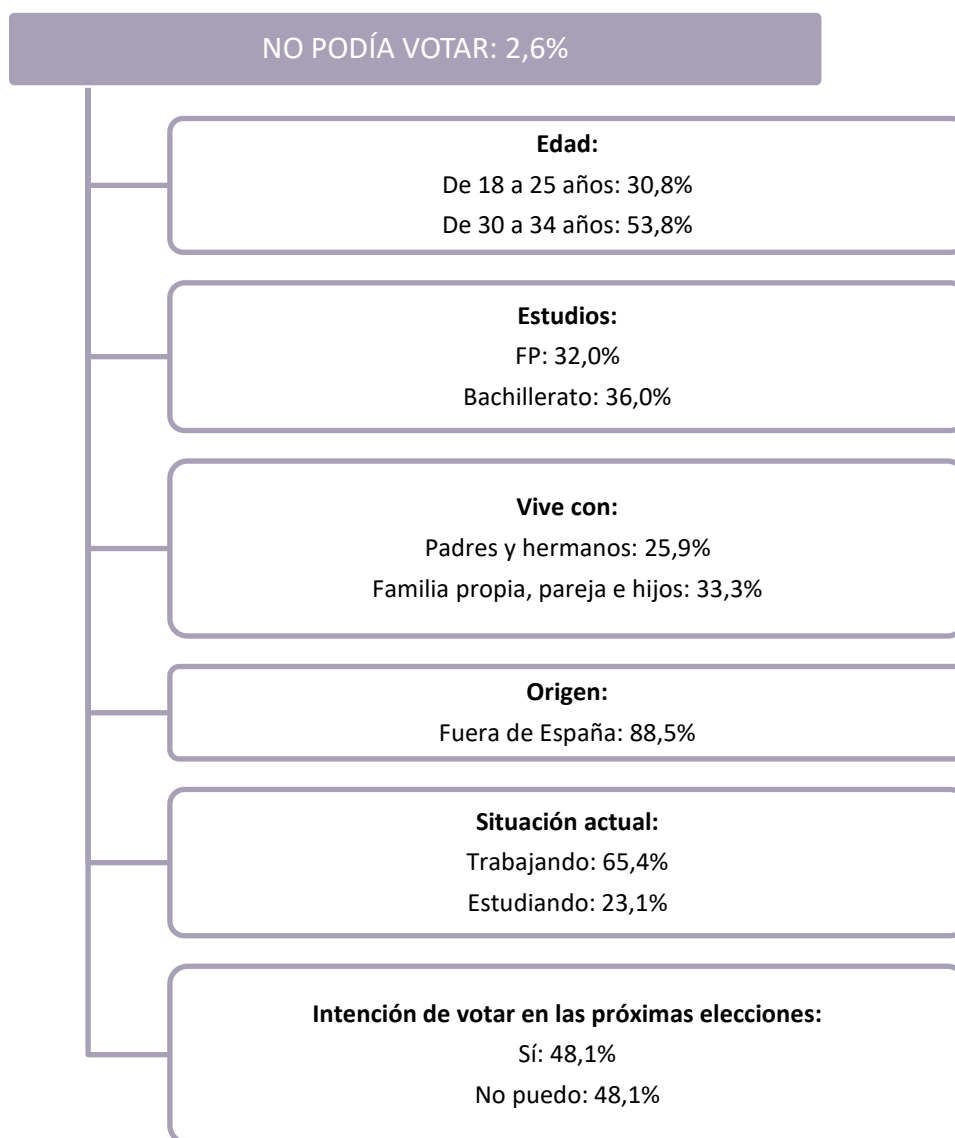 NO PODÍA VOTAR: 2,6%
Edad:
De 18 a 25 años: 30,8%
De 30 a 34 años: 53,8%
Estudios:
FP: 32,0%
Bachillerato: 36,0%
Vive con:
Padres y hermanos: 25,9%
Familia propia, pareja e hijos: 33,3%
Origen:
Fuera de España: 88,5%
Situación actual:
Trabajando: 65,4%
Estudiando: 23,1%
Intención de votar en las próximas elecciones:
Sí: 48,1%
No puedo: 48,1%